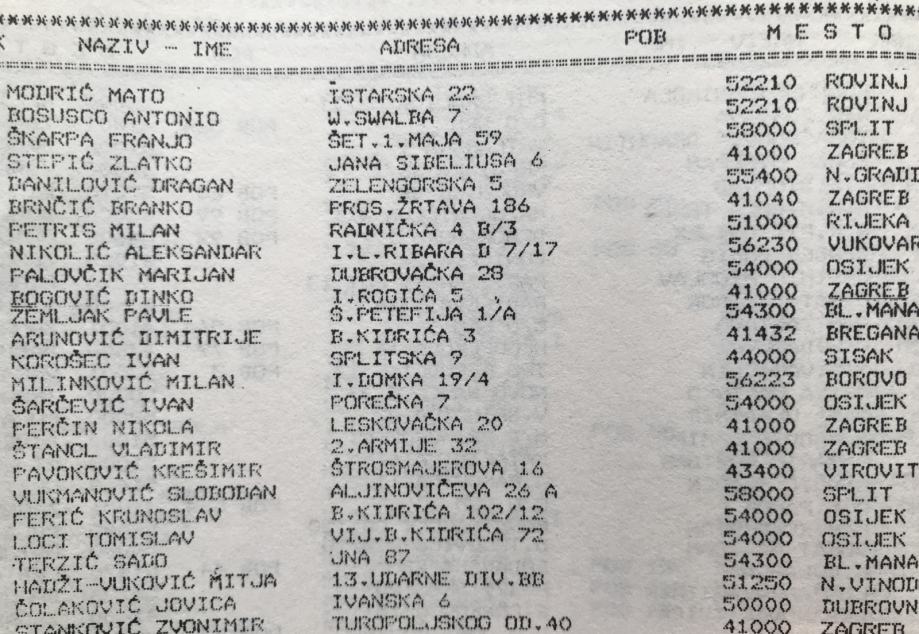 ************************************************************
NAZIV - IME ADRESA POB M E S T O
MODRIĆ MATO ISTARSKA 22 52210 ROVINJ
BOSUSCO ANTONIO W.SWALBA 7 52210 ROVINJ
ŠKARPA FRANJO ŠET.1.MAJA 59 58000 SPLIT
STEPIĆ ZLATKO JANA SIBELIUSA 6 41000 ZAGREB
DANILOVIĆ DRAGAN ZELENGORSKA 5 55400 N.GRADI
BRNČIĆ BRANKO PROS.ŽRTAVA 186 41040 ZAGREB
PETRIS MILAN RADNIČKA 4 B/3 51000 RIJEKA
NIKOLIĆ ALEKSANDAR I.L.RIBARA D 7/17 56230 VUKOVAR
PALOVČIK MARIJAN DUBROVAČKA 28 54000 OSIJEK
BOGOVIĆ DINKO I.ROGIĆA 5 41000 ZAGREB
ZEMLJAK PAVLE Š.PETEFIJA 1/A 54300 BL.MANA
ARUNOVIĆ DIMITRIJE B.KIDRIĆA 3 41432 BREGANA
KOROŠEC IVAN SPLITSKA 9 44000 SISAK
MILINKOVIĆ MILAN I.DOMKA 19/4 56223 BOROVO
ŠARČEVIĆ IVAN POREČKA 7 54000 OSIJEK
PERČIN NIKOLA LESKOVAČKA 20 41000 ZAGREB
ŠTANCL VLADIMIR 2.ARMIJE 32 41000 ZAGREB
PAVOKOVIĆ KREŠIMIR ŠTROSMAJEROVA 16 43400 VIROVIT
VUKMANOVIĆ SLOBODAN ALJINOVIĆEVA 26 A 58000 SPLIT
FERIĆ KRUNOSLAV B.KIDRIĆA 102/12 54000 OSIJEK
LOCI TOMISLAV VIJ.B.KIDRIĆA 72 54000 OSIJEK
TERZIĆ SADO JNA 87 54300 BL.MANA
HADŽI-VUKOVIĆ MITJA 13.UDARNE DIV.BB 51250 N.VINOD
ČOLAKOVIĆ JOVICA IVANSKA 6 50000 DUBROVN
STANKOVIĆ ZVONIMIR TUROPOLJSKOG OD.40 41000 ZAGREB